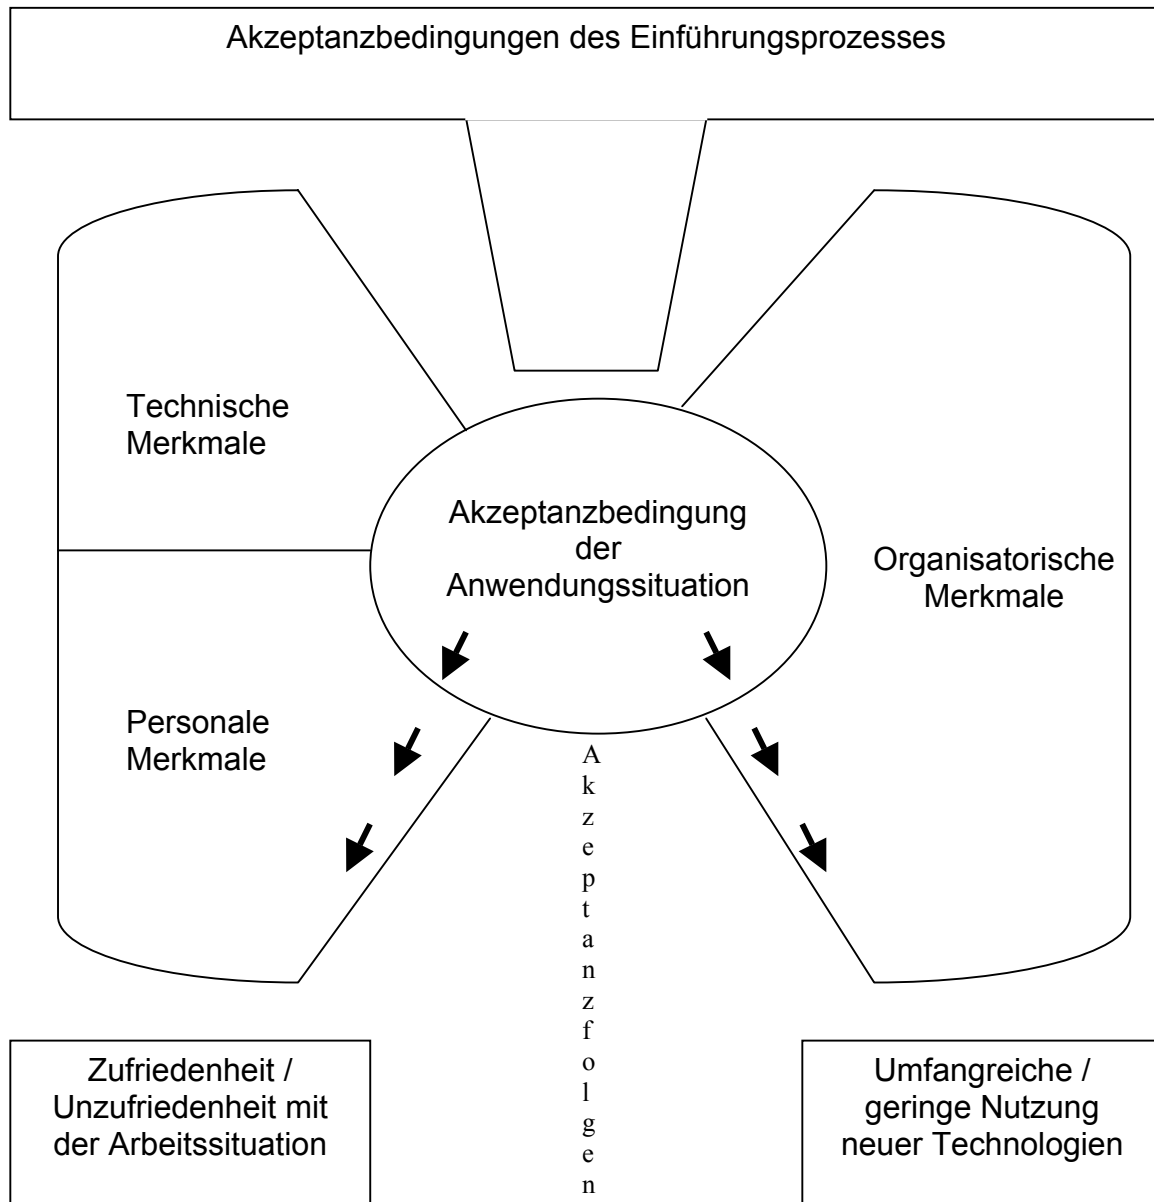 Akzeptanzbedingungen des Einführungsprozesses
Technische
Merkmale
Akzeptanzbedingung
der
Anwendungssituation
Organisatorische
Merkmale
Personale
Merkmale
Akzeptanzfolgen
Zufriedenheit /
Unzufriedenheit mit
der Arbeitssituation
Umfangreiche /
geringe Nutzung
neuer Technologien